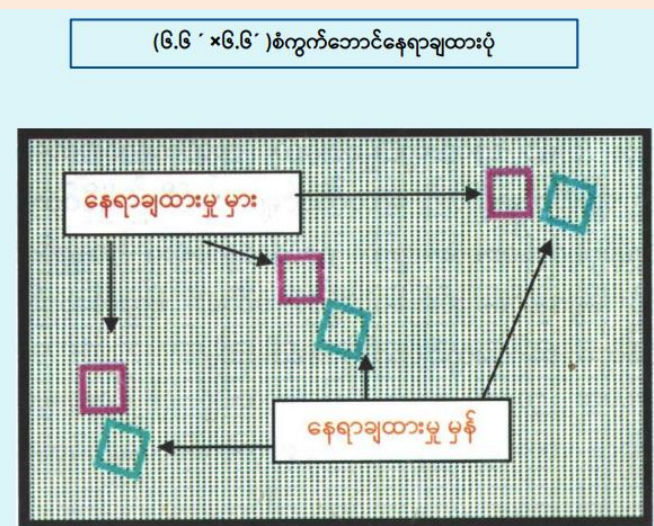 (၆.၆ ´ ×၆.၆´ )စံကွက်ဘောင်နေရာချထားပုံ
နေရာချထားမှု မှား
နေရာချထားမှု မှန်